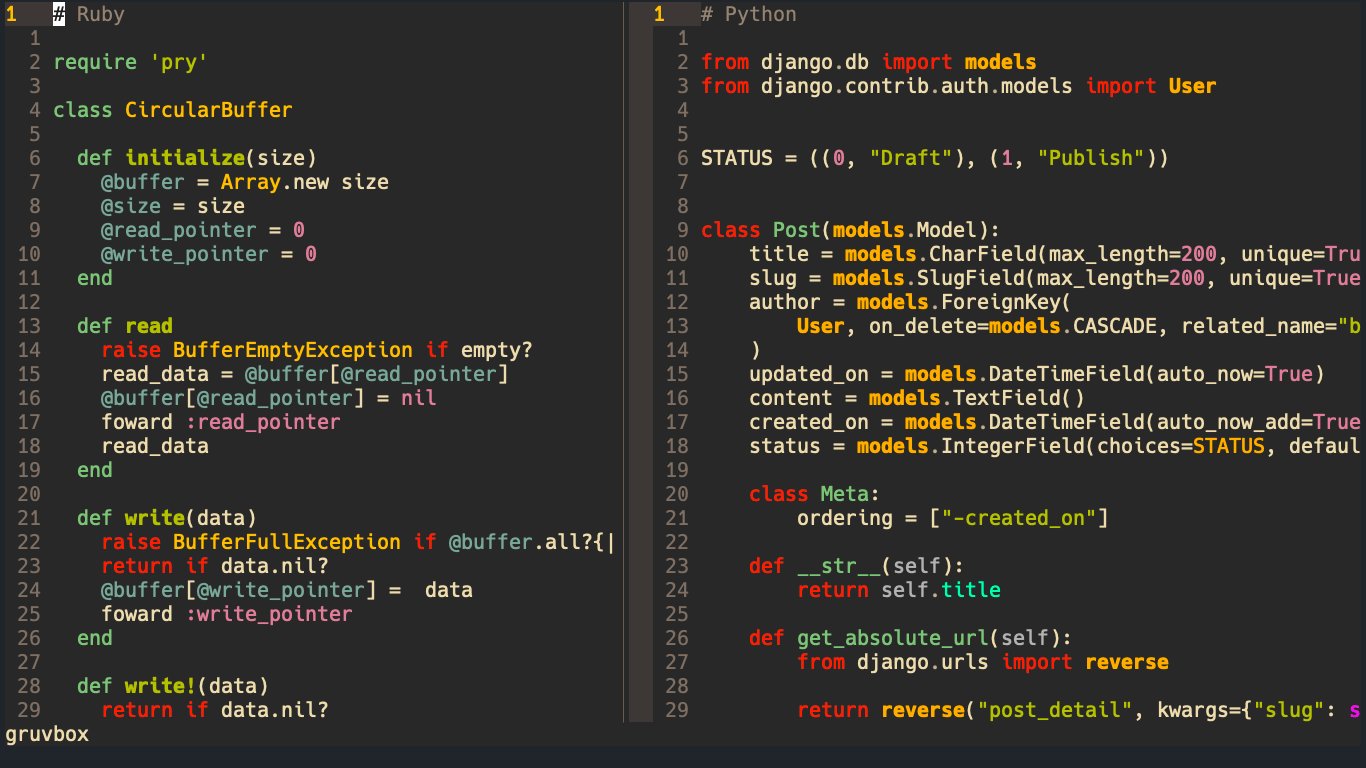 1 # Ruby
1
2 require 'pry'
3
4 class CircularBuffer
5
6 def initialize(size)
7 @buffer = Array.new size
8 @size = size
9 @read_pointer = 0
10 @write_pointer = 0
11 end
12
13 def read
14 raise BufferEmptyException if empty?
15 read_data = @buffer[@read_pointer]
16 @buffer[@read_pointer] = nil
17 foward :read_pointer
18 read_data
19 end
20
21 def write(data)
22 raise BufferFullException if @buffer.all?{|
23 return if data.nil?
24 @buffer[@write_pointer] =  data
25 foward :write_pointer
26 end
27
28 def write!(data)
29 return if data.nil?
1 # Python
1
2 from django.db import models
3 from django.contrib.auth.models import User
4
5
6 STATUS = ((0, "Draft"), (1, "Publish"))
7
8
9 class Post(models.Model):
10 title = models.CharField(max_length=200, unique=Tru
11 slug = models.SlugField(max_length=200, unique=True
12 author = models.ForeignKey(
13 User, on_delete=models.CASCADE, related_name="b
14 )
15 updated_on = models.DateTimeField(auto_now=True)
16 content = models.TextField()
17 created_on = models.DateTimeField(auto_now_add=True
18 status = models.IntegerField(choices=STATUS, defaul
19
20 class Meta:
21 ordering = ["-created_on"]
22
23 def __str__(self):
24 return self.title
25
26 def get_absolute_url(self):
27 from django.urls import reverse
28
29 return reverse("post_detail", kwargs={"slug": s
gruvbox